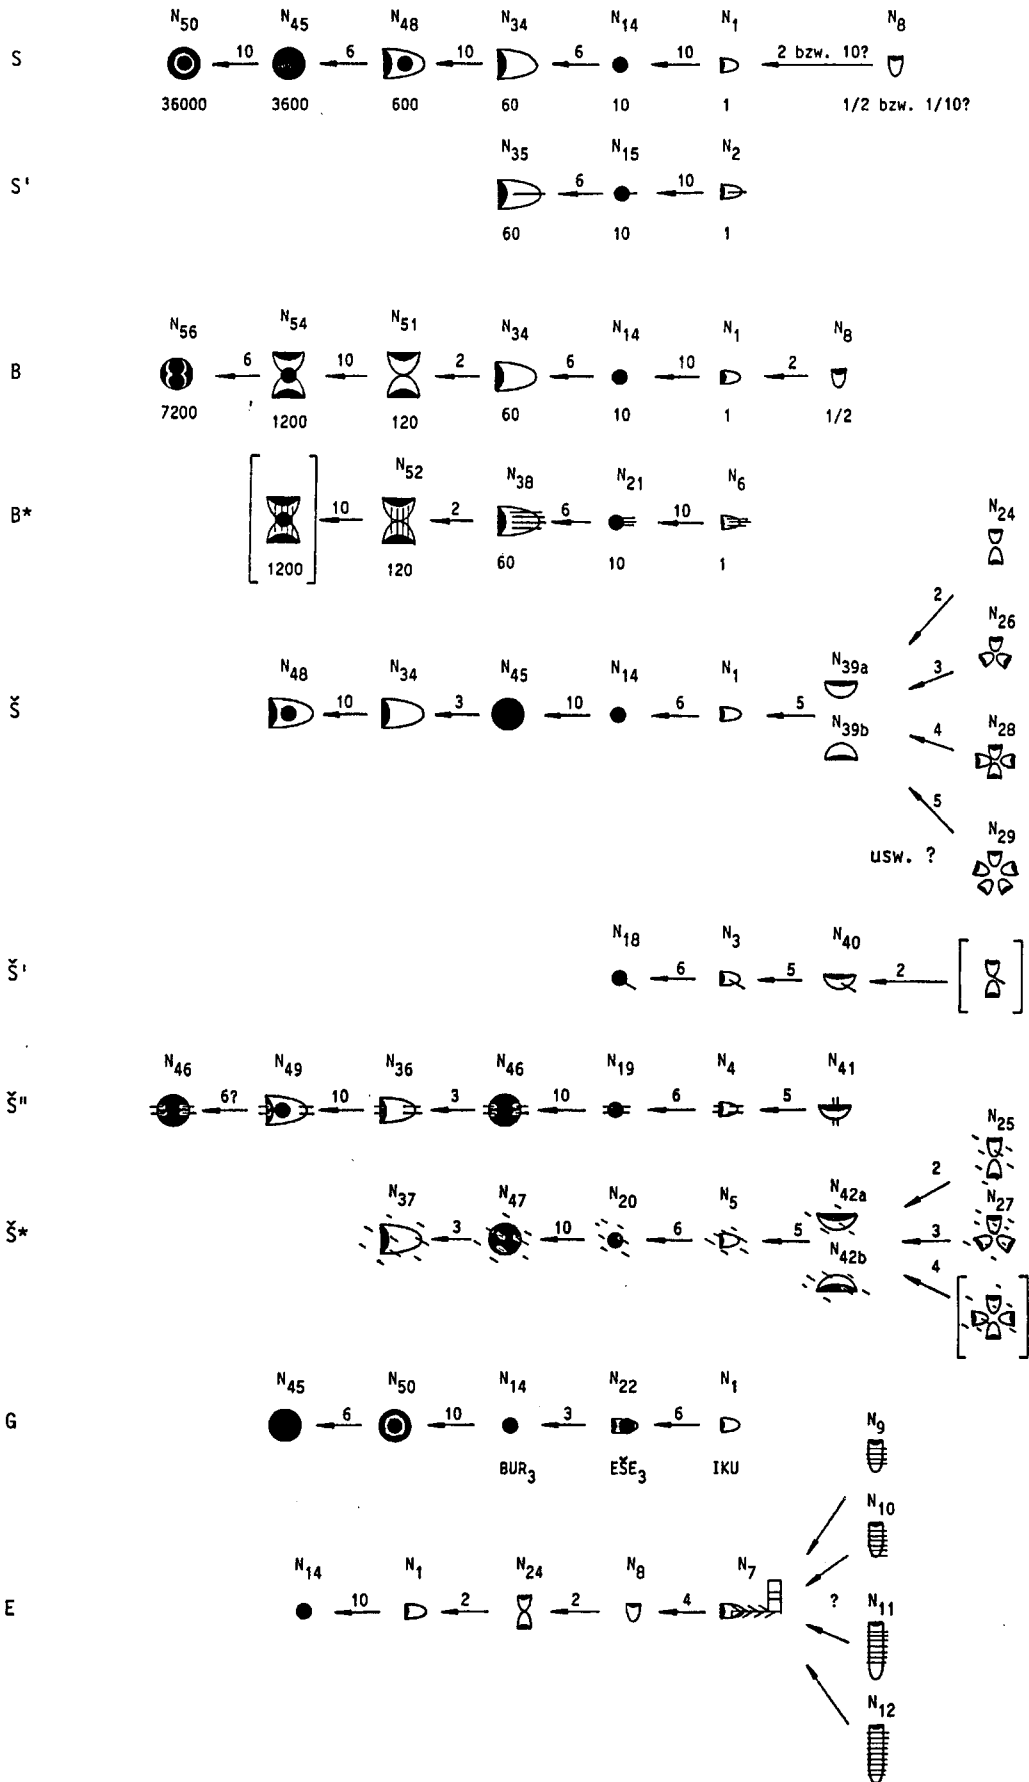 N50 N45 N48 N34 N14 N1 N8
S 10 6 10 6 10 2 bzw. 10?
36000 3600 600 60 10 1 1/2 bzw. 1/10?
N35 N15 N2
S' 6 10
60 10 1
N56 N54 N51 N34 N14 N1 N8
B 6 10 2 6 10 2
7200 1200 120 60 10 1 1/2
N52 N38 N21 N6
B* 10 2 6 10
1200 120 60 10 1
N24
2
N26
3
N48 N34 N45 N14 N1 N39a
Š 10 3 10 6 5
N39b
4 N28
5
N29
usw. ?
N18 N3 N40
Š' 6 5 2
N46 N49 N36 N46 N19 N4 N41
Š" 6? 10 3 10 6 5
N25
2
N37 N47 N20 N5 N42a N27
Š* 3 10 6 5 3
N42b
4
N45 N50 N14 N22 N1
G 6 10 3 6
BUR3 EŠE3 IKU
N9
N10
N14 N1 N24 N8 N7
E 10 2 2 4
? N11
N12